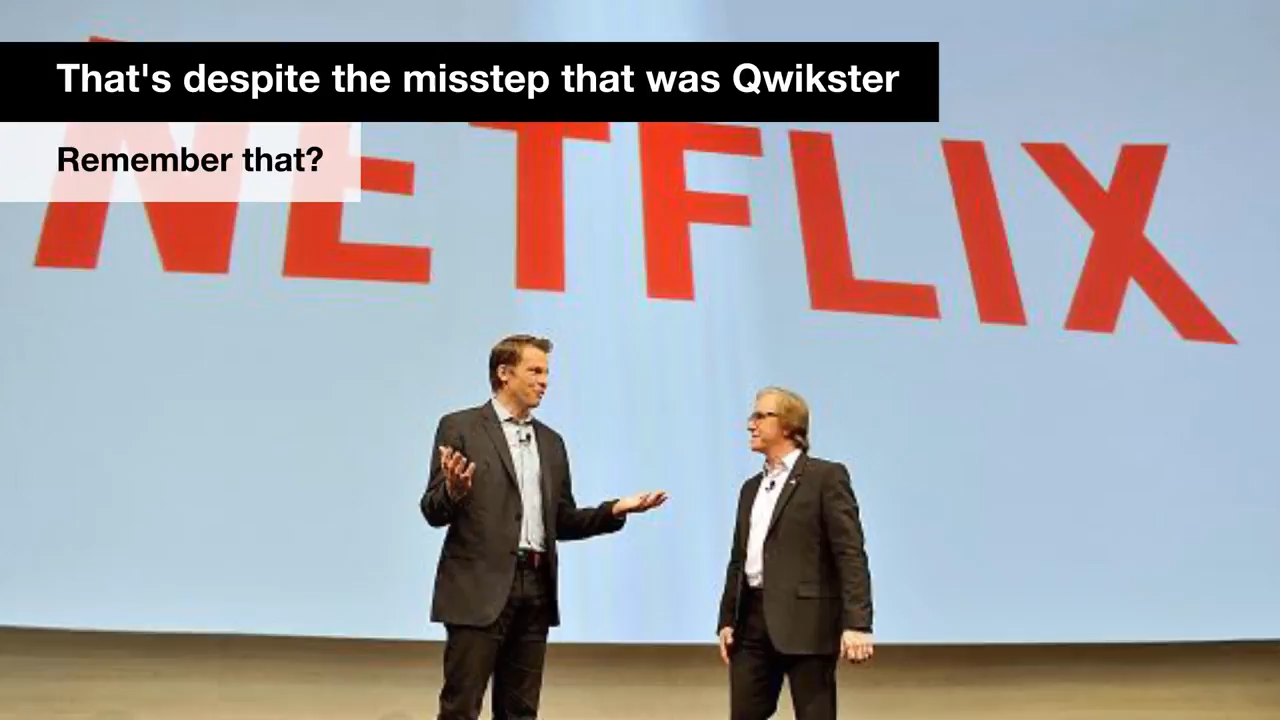 That's despite the misstep that was Qwikster
Remember that?
NETFLIX